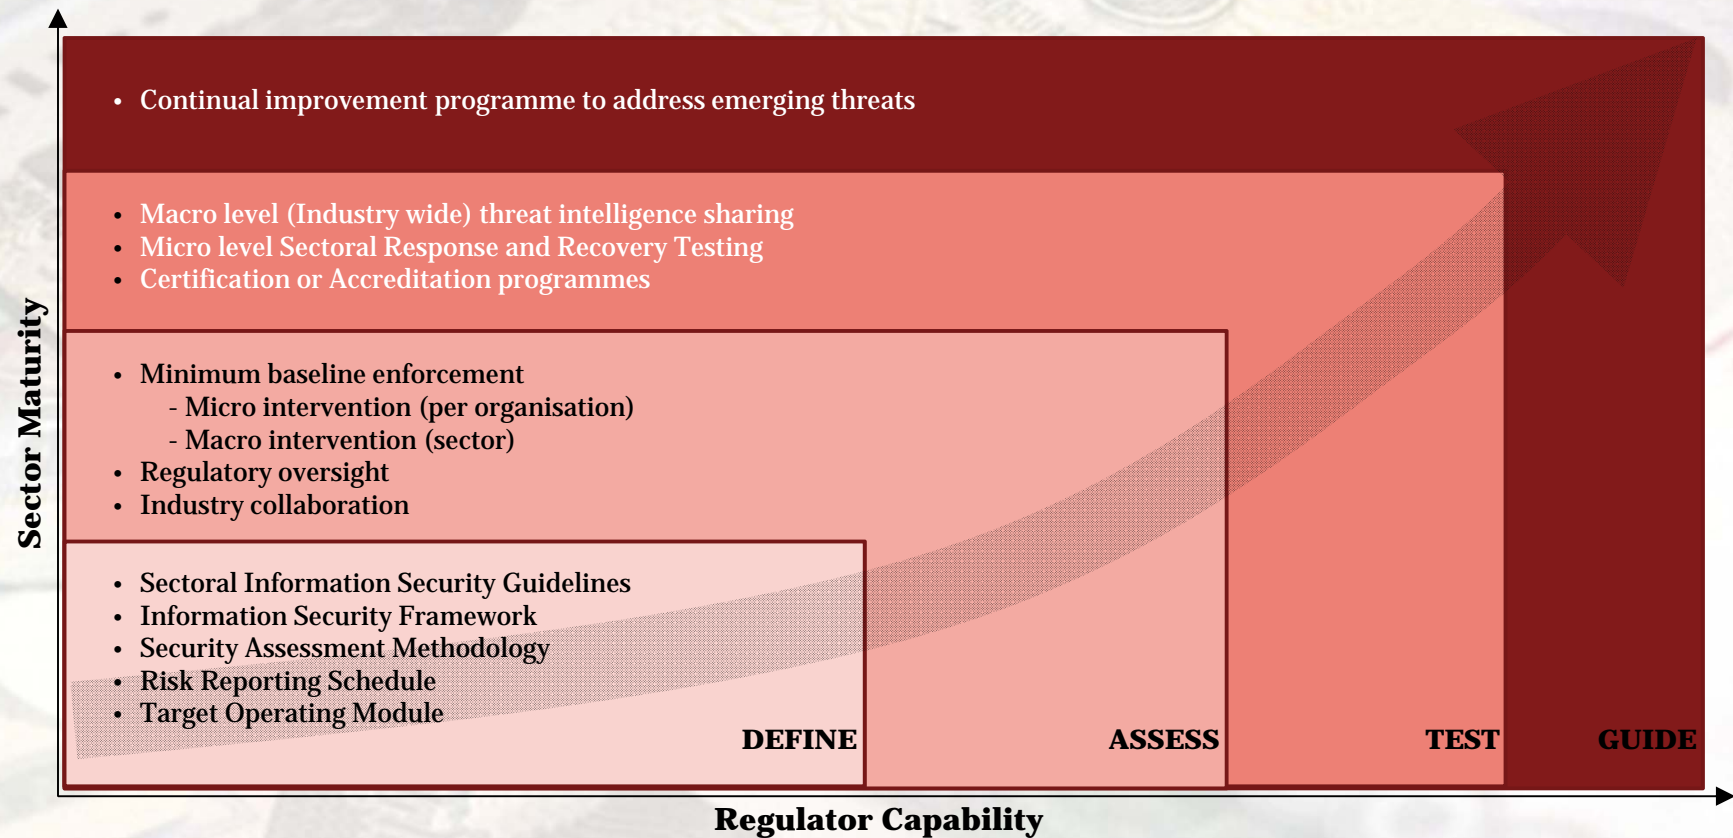 • Continual improvement programme to address emerging threats
• Macro level (Industry wide) threat intelligence sharing
• Micro level Sectoral Response and Recovery Testing
• Certification or Accreditation programmes
• Minimum baseline enforcement
- Micro intervention (per organisation)
- Macro intervention (sector)
• Regulatory oversight
• Industry collaboration
• Sectoral Information Security Guidelines
• Information Security Framework
• Security Assessment Methodology
• Risk Reporting Schedule
• Target Operating Module
DEFINE
ASSESS
TEST
GUIDE
Sector Maturity
Regulator Capability